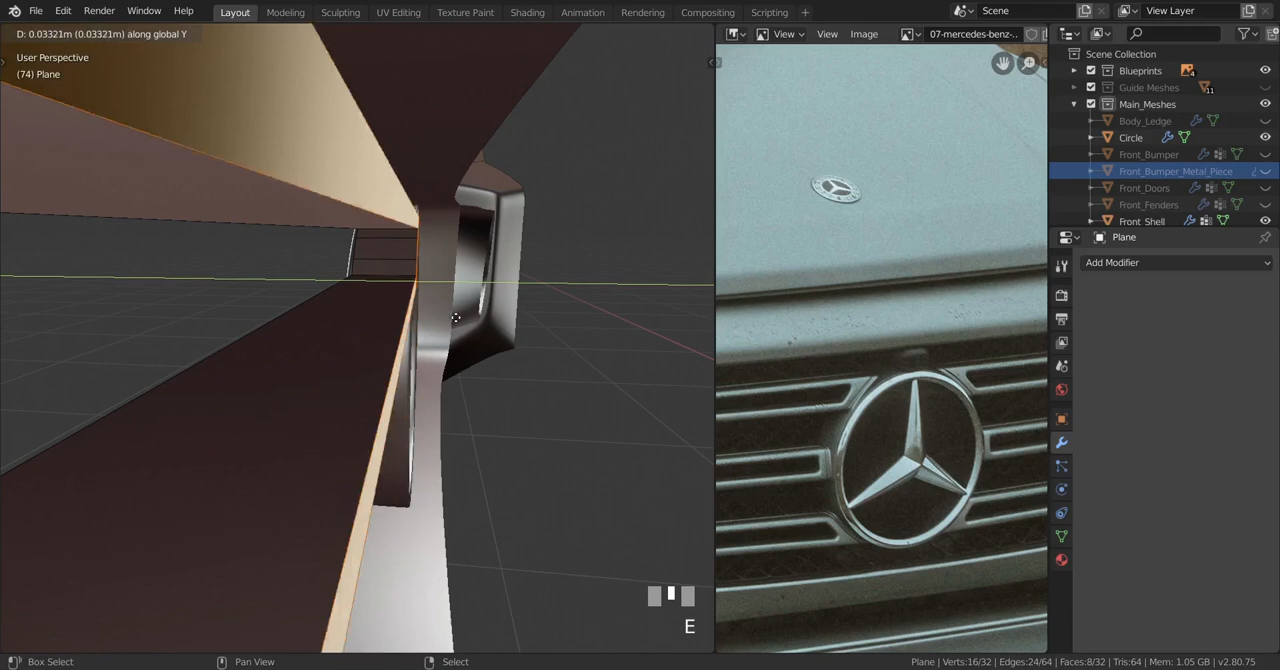 File Edit Render Window Help Layout Modeling Sculpting UV Editing Texture Paint Shading Animation Rendering Compositing Scripting + Scene View Layer
D: 0.03321m (0.03321m) along global Y
View View Image 07-mercedes-benz-..
User Perspective
(74) Plane
Scene Collection
Blueprints 4
Guide Meshes 11
Main_Meshes
Body_Ledge
Circle
Front_Bumper
Front_Bumper_Metal_Piece
Front_Doors
Front_Fenders
Front_Shell
Plane
Add Modifier
E
Box Select Pan View Select Plane | Verts:16/32 | Edges:24/64 | Faces:8/32 | Tris:64 | Mem: 1.05 GB | v2.80.75